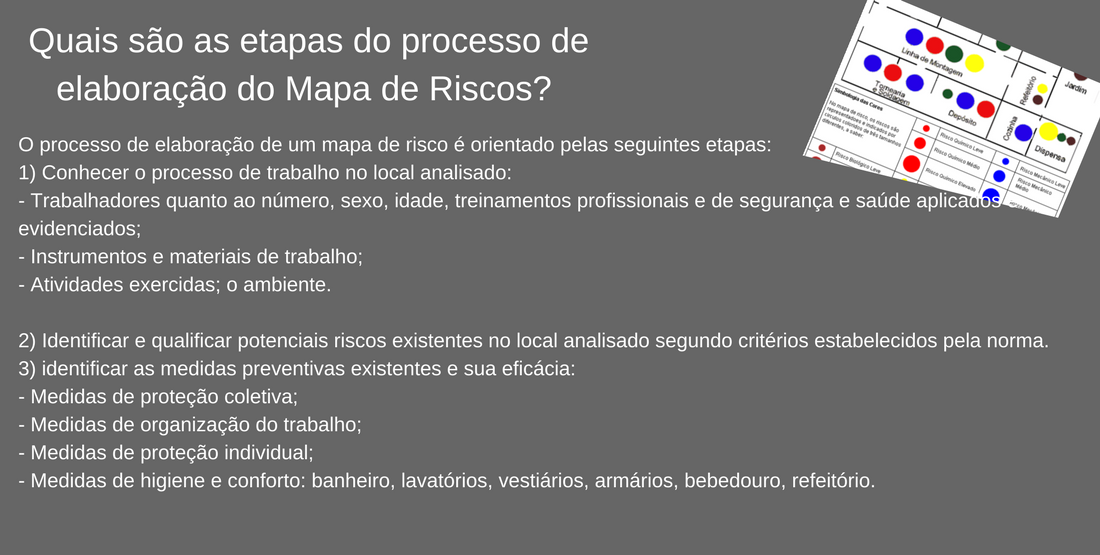 Quais são as etapas do processo de
elaboração do Mapa de Riscos?
O processo de elaboração de um mapa de risco é orientado pelas seguintes etapas:
1) Conhecer o processo de trabalho no local analisado:
- Trabalhadores quanto ao número, sexo, idade, treinamentos profissionais e de segurança e saúde aplicados
evidenciados;
- Instrumentos e materiais de trabalho;
- Atividades exercidas; o ambiente.
2) Identificar e qualificar potenciais riscos existentes no local analisado segundo critérios estabelecidos pela norma.
3) identificar as medidas preventivas existentes e sua eficácia:
- Medidas de proteção coletiva;
- Medidas de organização do trabalho;
- Medidas de proteção individual;
- Medidas de higiene e conforto: banheiro, lavatórios, vestiários, armários, bebedouro, refeitório.
Linha de Montagem
Tornearia
e Soldagem
Depósito
Refeitório
Jardim
Cozinha
Dispensa
Simbologia das Cores
No mapa de risco, os riscos são
representados e indicados por
círculos coloridos de três tamanhos
diferentes, a saber:
Risco Químico Leve
Risco Químico Médio
Risco Químico Elevado
Risco Mecânico Leve
Risco Mecânico
Médio
Risco Biológico Leve